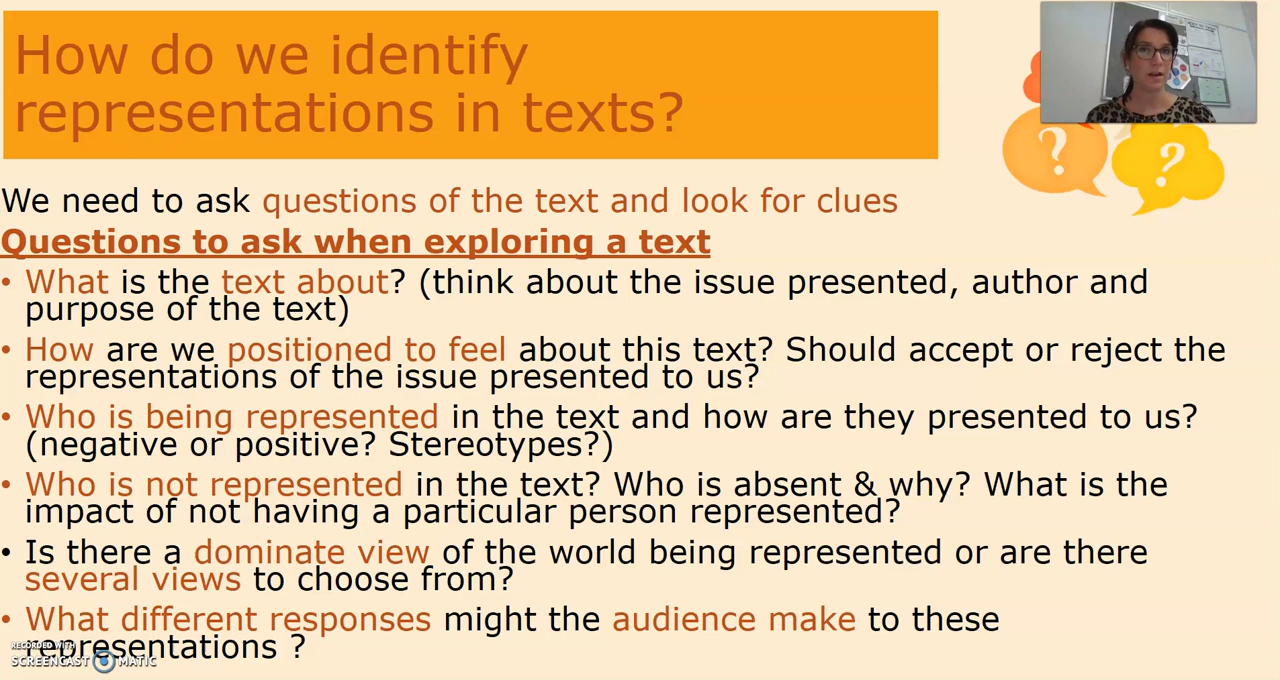 How do we identify
representations in texts?
We need to ask questions of the text and look for clues
Questions to ask when exploring a text
• What is the text about? (think about the issue presented, author and
purpose of the text)
• How are we positioned to feel about this text? Should accept or reject the
representations of the issue presented to us?
• Who is being represented in the text and how are they presented to us?
(negative or positive? Stereotypes?)
• Who is not represented in the text? Who is absent & why? What is the
impact of not having a particular person represented?
• Is there a dominate view of the world being represented or are there
several views to choose from?
• What different responses might the audience make to these
representations ?
RECORDED WITH
SCREENCAST MATIC
? ?